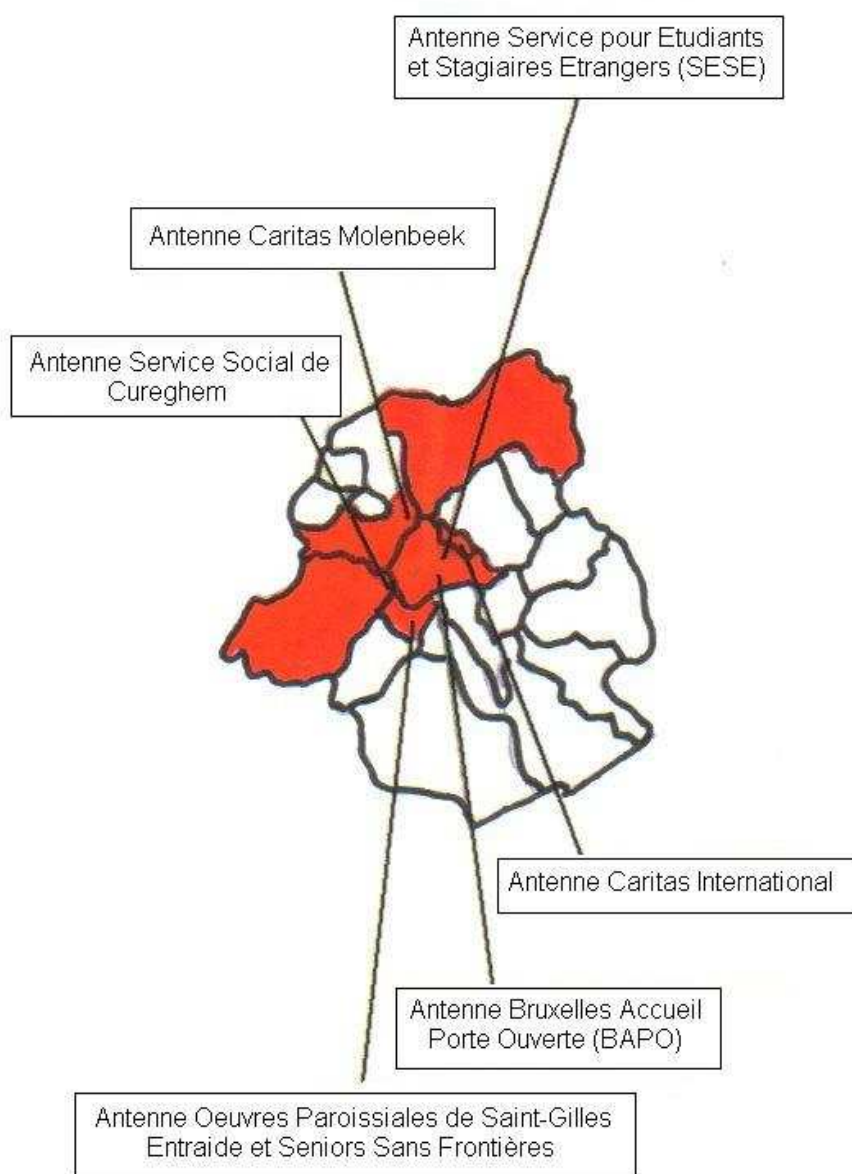 Antenne Service pour Etudiants
et Stagiaires Etrangers (SESE)
Antenne Caritas Molenbeek
Antenne Service Social de
Cureghem
Antenne Caritas International
Antenne Bruxelles Accueil
Porte Ouverte (BAPO)
Antenne Oeuvres Paroissiales de Saint-Gilles
Entraide et Seniors Sans Frontières